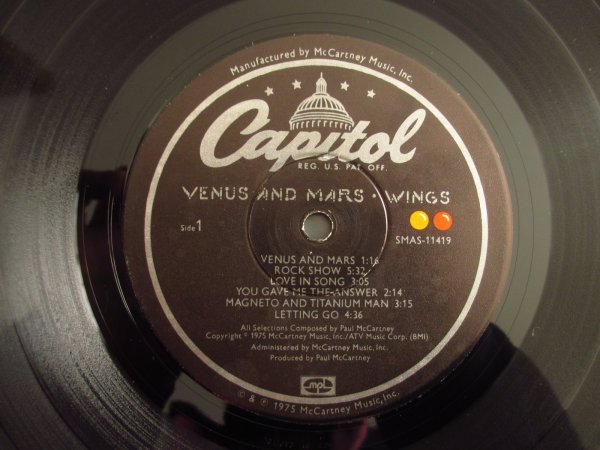 Manufactured by McCartney Music, Inc.
Capitol
REG. U.S. PAT. OFF.
VENUS AND MARS · WINGS
Side 1
SMAS-11419
VENUS AND MARS 1:16
ROCK SHOW 5:32
LOVE IN SONG 3:05
YOU GAVE ME THE ANSWER 2:14
MAGNETO AND TITANIUM MAN 3:15
LETTING GO 4:36
All Selections Composed by Paul McCartney
Copyright © 1975 McCartney Music, Inc./ATV Music Corp. (BMI)
Administered by McCartney Music, Inc.
Produced by Paul McCartney
mpl
© & ℗ 1975 McCartney Music, Inc.